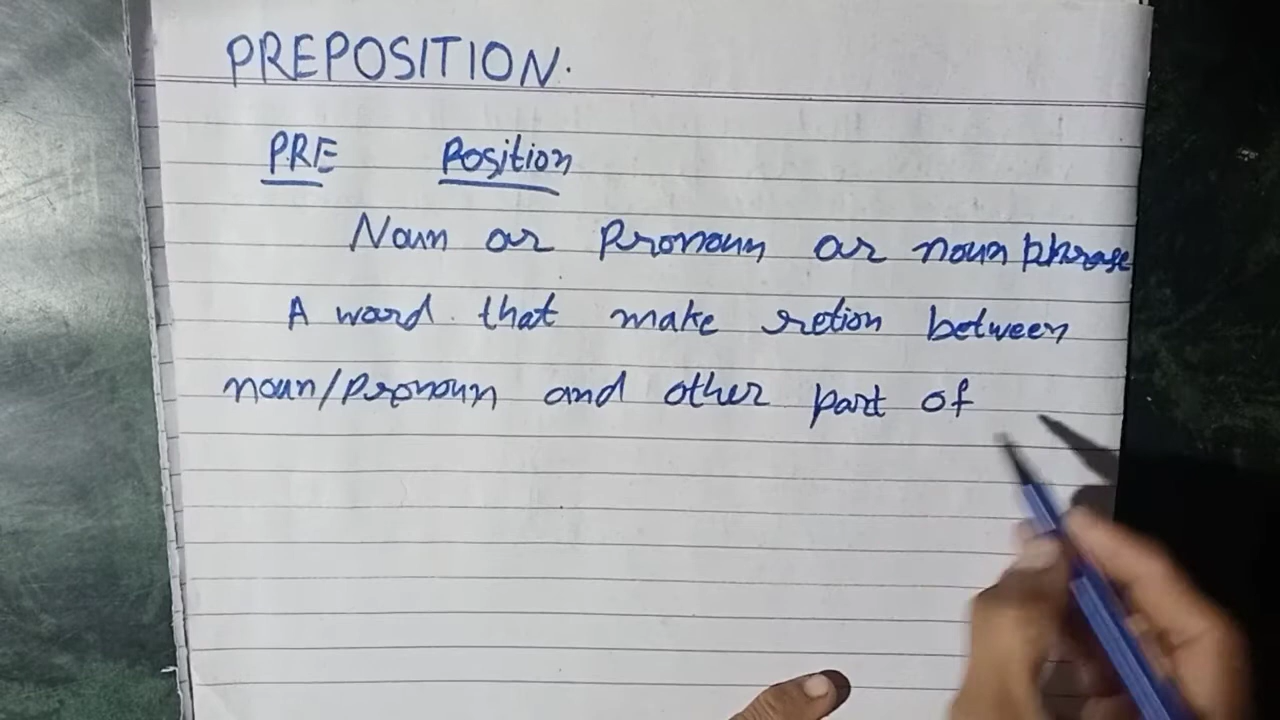 PREPOSITION.
PRE Position
Noun or Pronoun or noun phrase
A word that make retion between
noun/pronoun and other part of